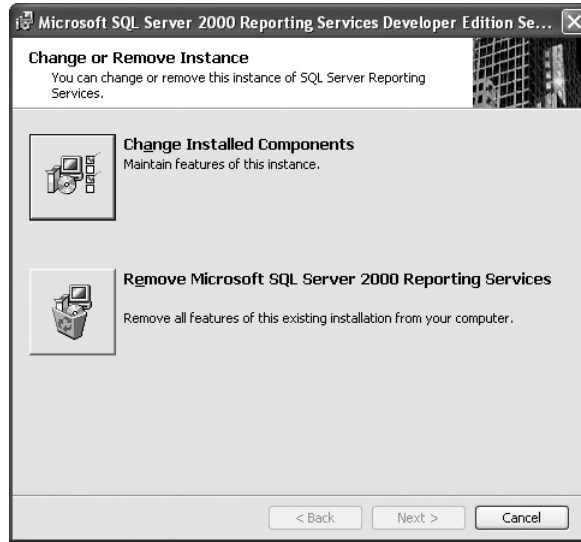 Microsoft SQL Server 2000 Reporting Services Developer Edition Se...
Change or Remove Instance
You can change or remove this instance of SQL Server Reporting
Services.
Change Installed Components
Maintain features of this instance.
Remove Microsoft SQL Server 2000 Reporting Services
Remove all features of this existing installation from your computer.
< Back
Next >
Cancel